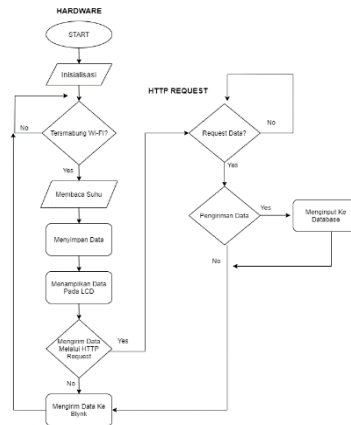 HARDWARE
START
Inisialisasi
No
Tersmabung Wi-Fi?
Yes
Membaca Suhu
Menyimpan Data
Menampilkan Data
Pada LCD
Mengirim Data
Melalui HTTP
Request
Yes
No
Mengirim Data Ke
Blynk
HTTP REQUEST
Request Data?
No
Yes
Pengiriman Data
Yes
Menginput Ke
Database
No